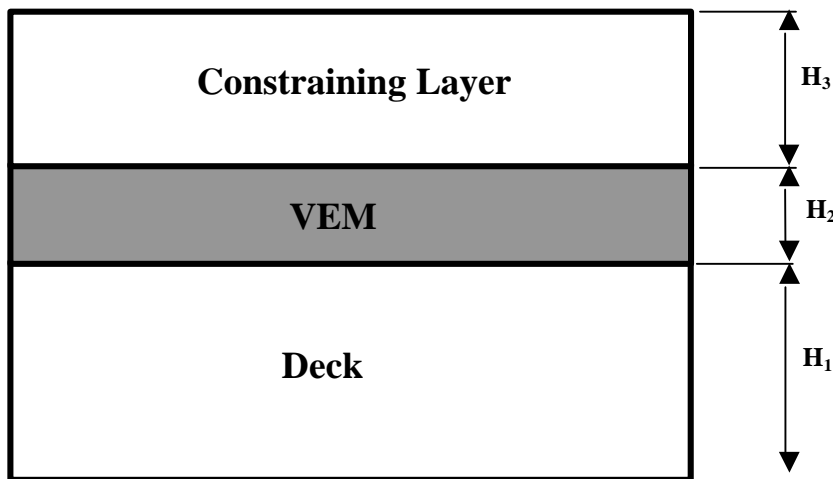 Constraining Layer
H₃
VEM
H₂
Deck
H₁